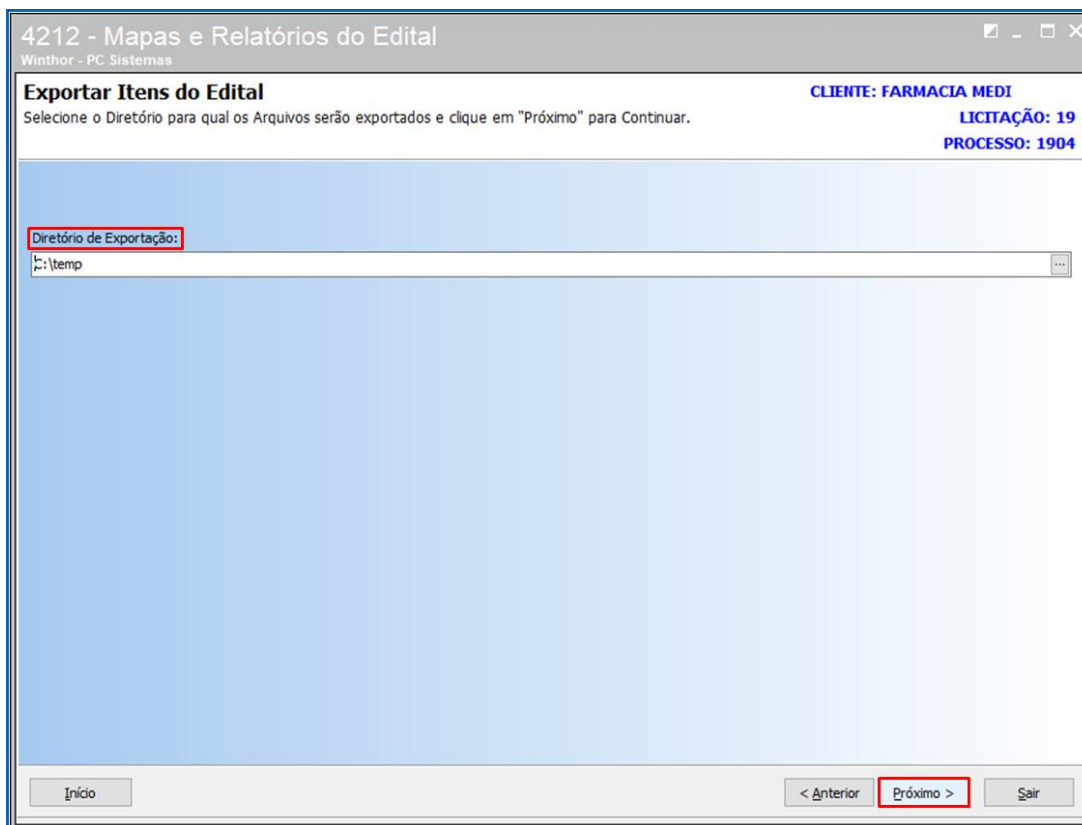 4212 - Mapas e Relatórios do Edital
Winthor - PC Sistemas
Exportar Itens do Edital
Selecione o Diretório para qual os Arquivos serão exportados e clique em "Próximo" para Continuar.
CLIENTE: FARMACIA MEDI
LICITAÇÃO: 19
PROCESSO: 1904
Diretório de Exportação:
C:\temp
...
Início
< Anterior
Próximo >
Sair